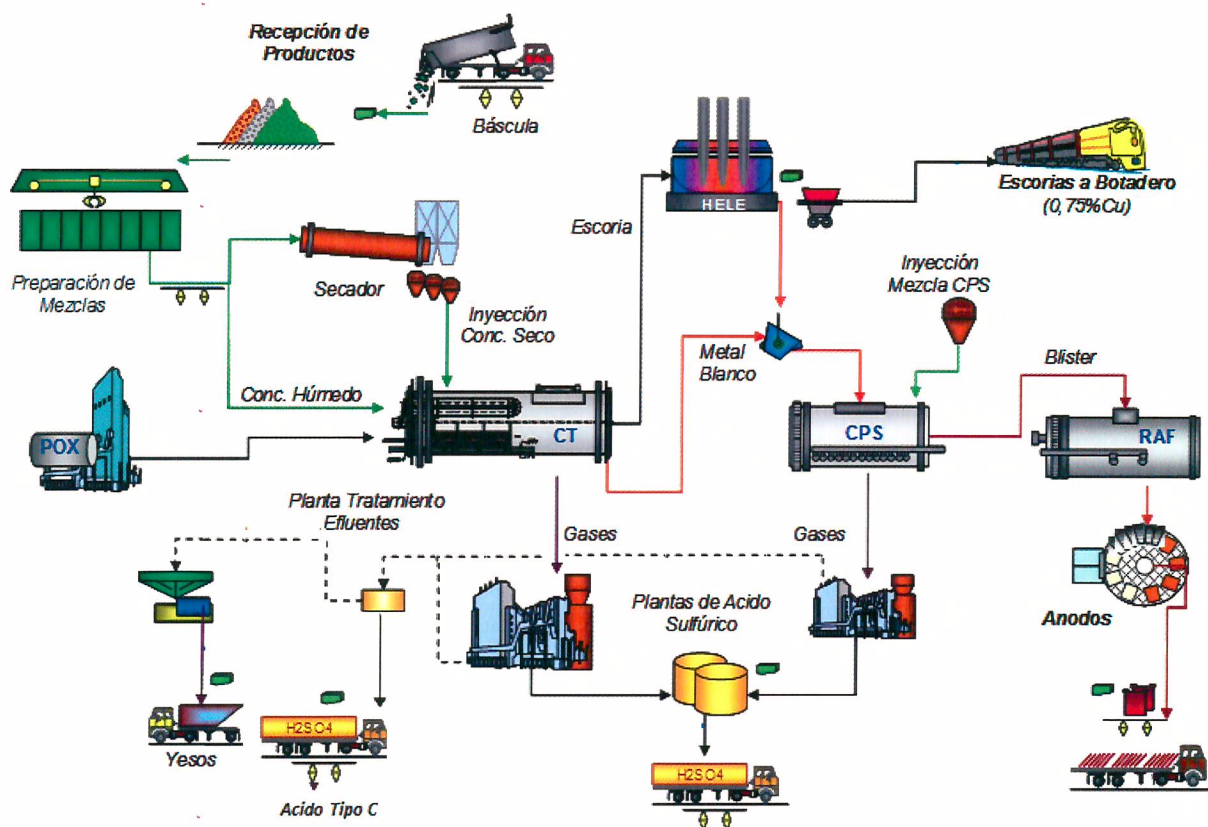 Recepción de
Productos
Báscula
HELE
Escorias a Botadero
(0,75%Cu)
Escoria
Preparación de
Mezclas
Secador
Inyección
Conc. Seco
Inyección
Mezcla CPS
Metal
Blanco
Blister
Conc. Húmedo
POX
CT
CPS
RAF
Planta Tratamiento
Efluentes
Gases
Gases
Plantas de Acido
Sulfúrico
Anodos
H2SO4
Yesos
H2SO4
Acido Tipo C